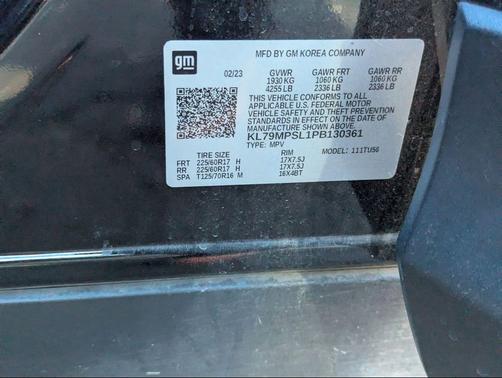 gm
MFD BY GM KOREA COMPANY
02/23 GVWR GAWR FRT GAWR RR
1930 KG 1060 KG 1060 KG
4255 LB 2336 LB 2336 LB
THIS VEHICLE CONFORMS TO ALL
APPLICABLE U.S. FEDERAL MOTOR
VEHICLE SAFETY AND THEFT PREVENTION
STANDARDS IN EFFECT ON THE DATE OF
MANUFACTURE SHOWN ABOVE.
KL79MPSL1PB130361
TYPE: MPV MODEL: 111TU56
TIRE SIZE RIM
FRT 225/60R17 H 17X7.5J
RR 225/60R17 H 17X7.5J
SPA T125/70R16 M 16X4BT